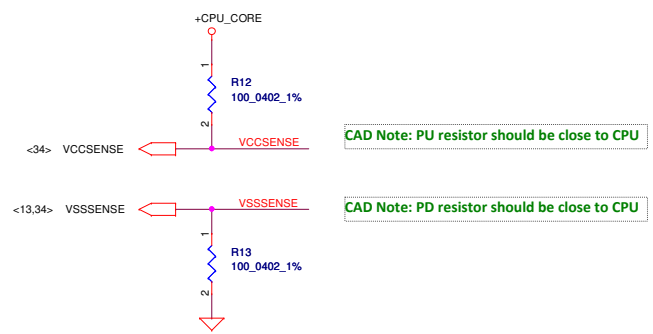 +CPU_CORE
1
R12
100_0402_1%
2
<34> VCCSENSE VCCSENSE CAD Note: PU resistor should be close to CPU
<13,34> VSSSENSE VSSSENSE CAD Note: PD resistor should be close to CPU
1
R13
100_0402_1%
2